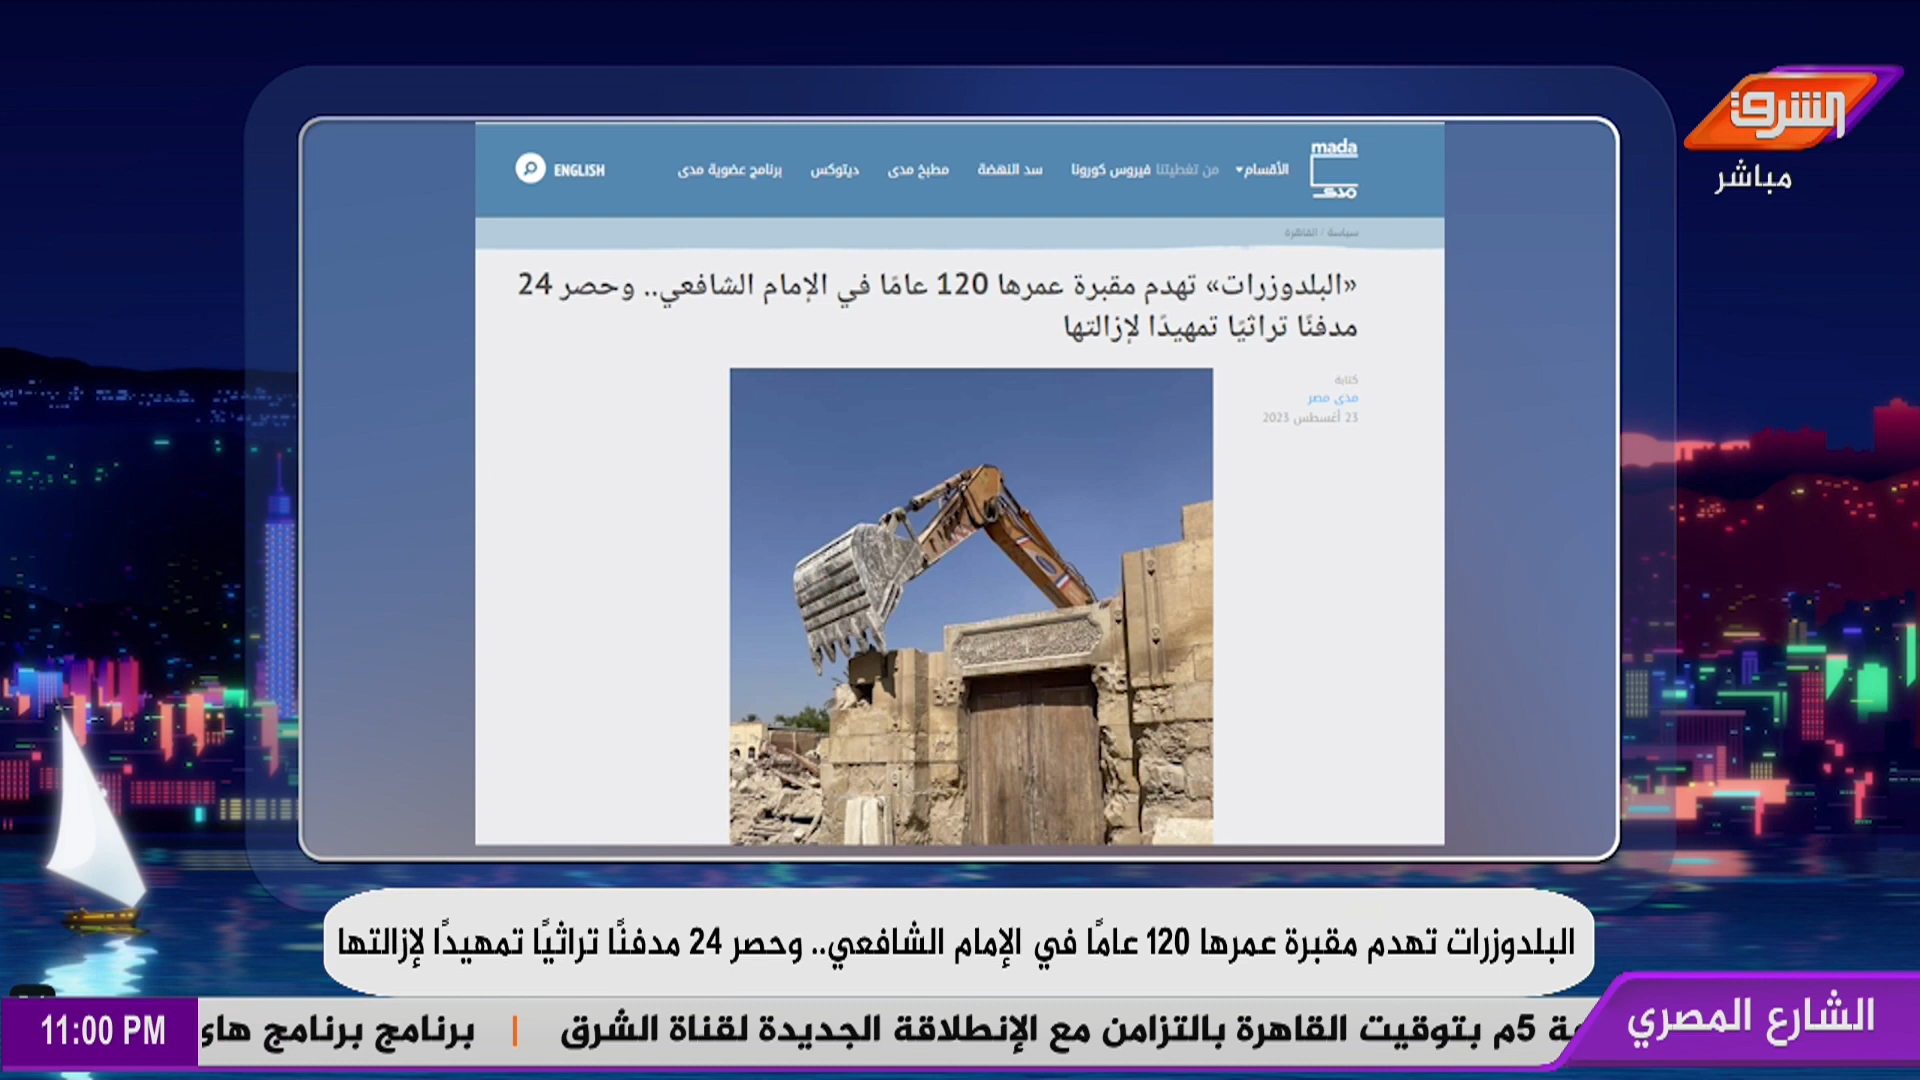 الشرق
مباشر
mada
مدى
الأقسام
من تغطيتنا فيروس كورونا
سد النهضة
مطبخ مدى
ديتوكس
برنامج عضوية مدى
ENGLISH
سياسة / القاهرة
«البلدوزرات» تهدم مقبرة عمرها 120 عامًا في الإمام الشافعي.. وحصر 24
مدفنًا تراثيًا تمهيدًا لإزالتها
كتابة
مدى مصر
23 أغسطس 2023
البلدوزرات تهدم مقبرة عمرها 120 عامًا في الإمام الشافعي.. وحصر 24 مدفنًا تراثيًا تمهيدًا لإزالتها
الشارع المصري
5م بتوقيت القاهرة بالتزامن مع الإنطلاقة الجديدة لقناة الشرق | برنامج برنامج هاي
11:00 PM